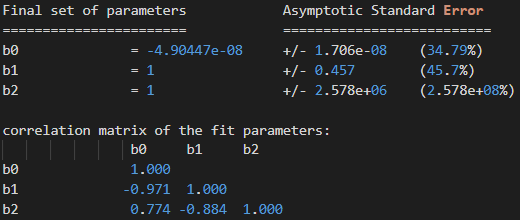 Final set of parameters            Asymptotic Standard Error
=======================            ==========================
b0              = -4.90447e-08     +/- 1.706e-08    (34.79%)
b1              = 1                +/- 0.457        (45.7%)
b2              = 1                +/- 2.578e+06    (2.578e+08%)
correlation matrix of the fit parameters:
                b0     b1     b2
b0              1.000
b1             -0.971  1.000
b2              0.774 -0.884  1.000